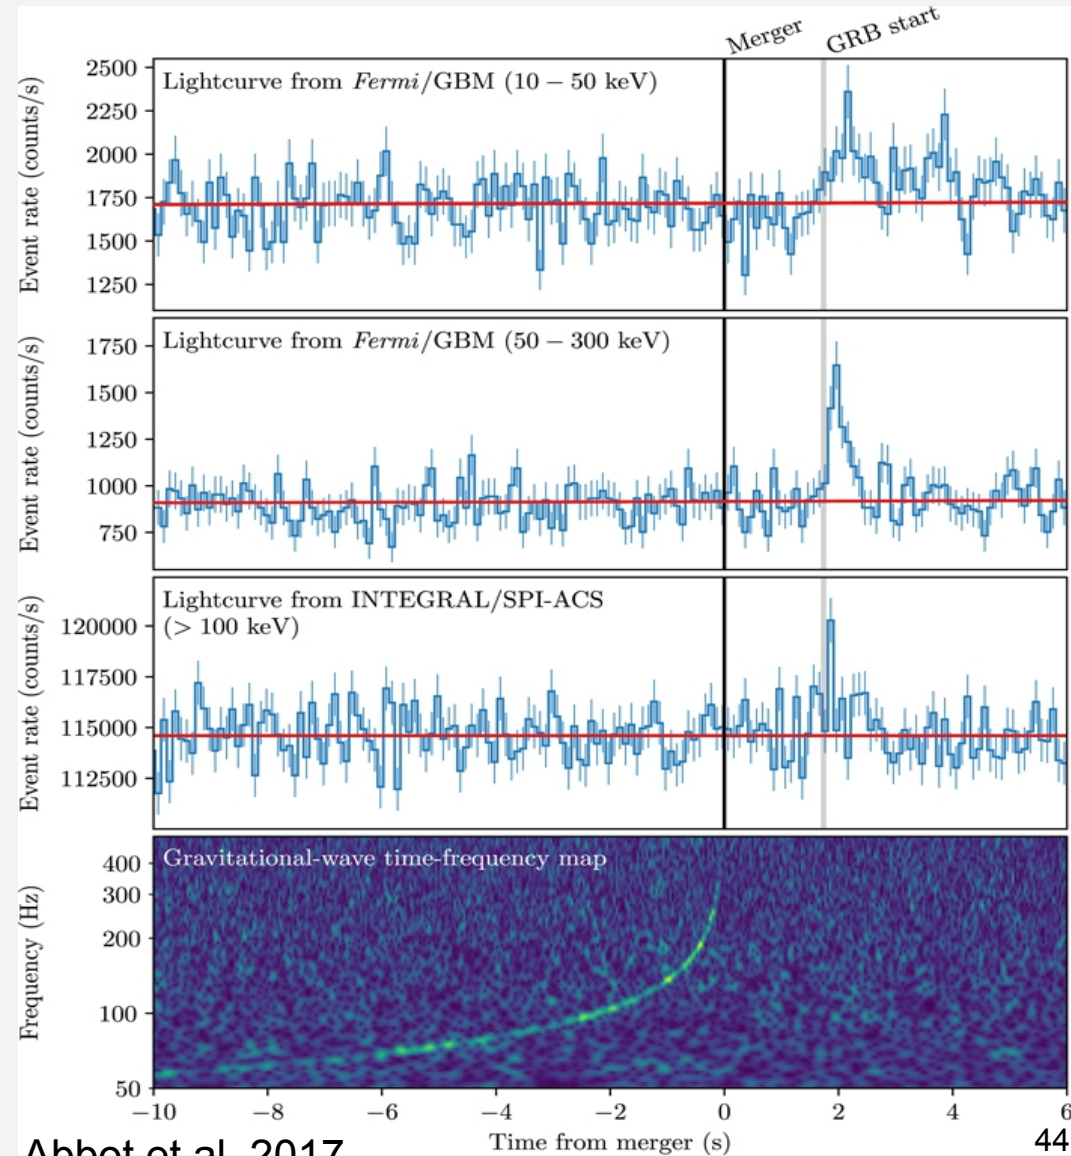 Merger GRB start
Lightcurve from Fermi/GBM (10 – 50 keV)
Event rate (counts/s)
2500
2250
2000
1750
1500
1250
Lightcurve from Fermi/GBM (50 – 300 keV)
Event rate (counts/s)
1750
1500
1250
1000
750
Lightcurve from INTEGRAL/SPI-ACS
(> 100 keV)
Event rate (counts/s)
120000
117500
115000
112500
Gravitational-wave time-frequency map
Frequency (Hz)
400
300
200
100
50
−10 −8 −6 −4 −2 0 2 4 6
Time from merger (s)
Abbot et al. 2017
44